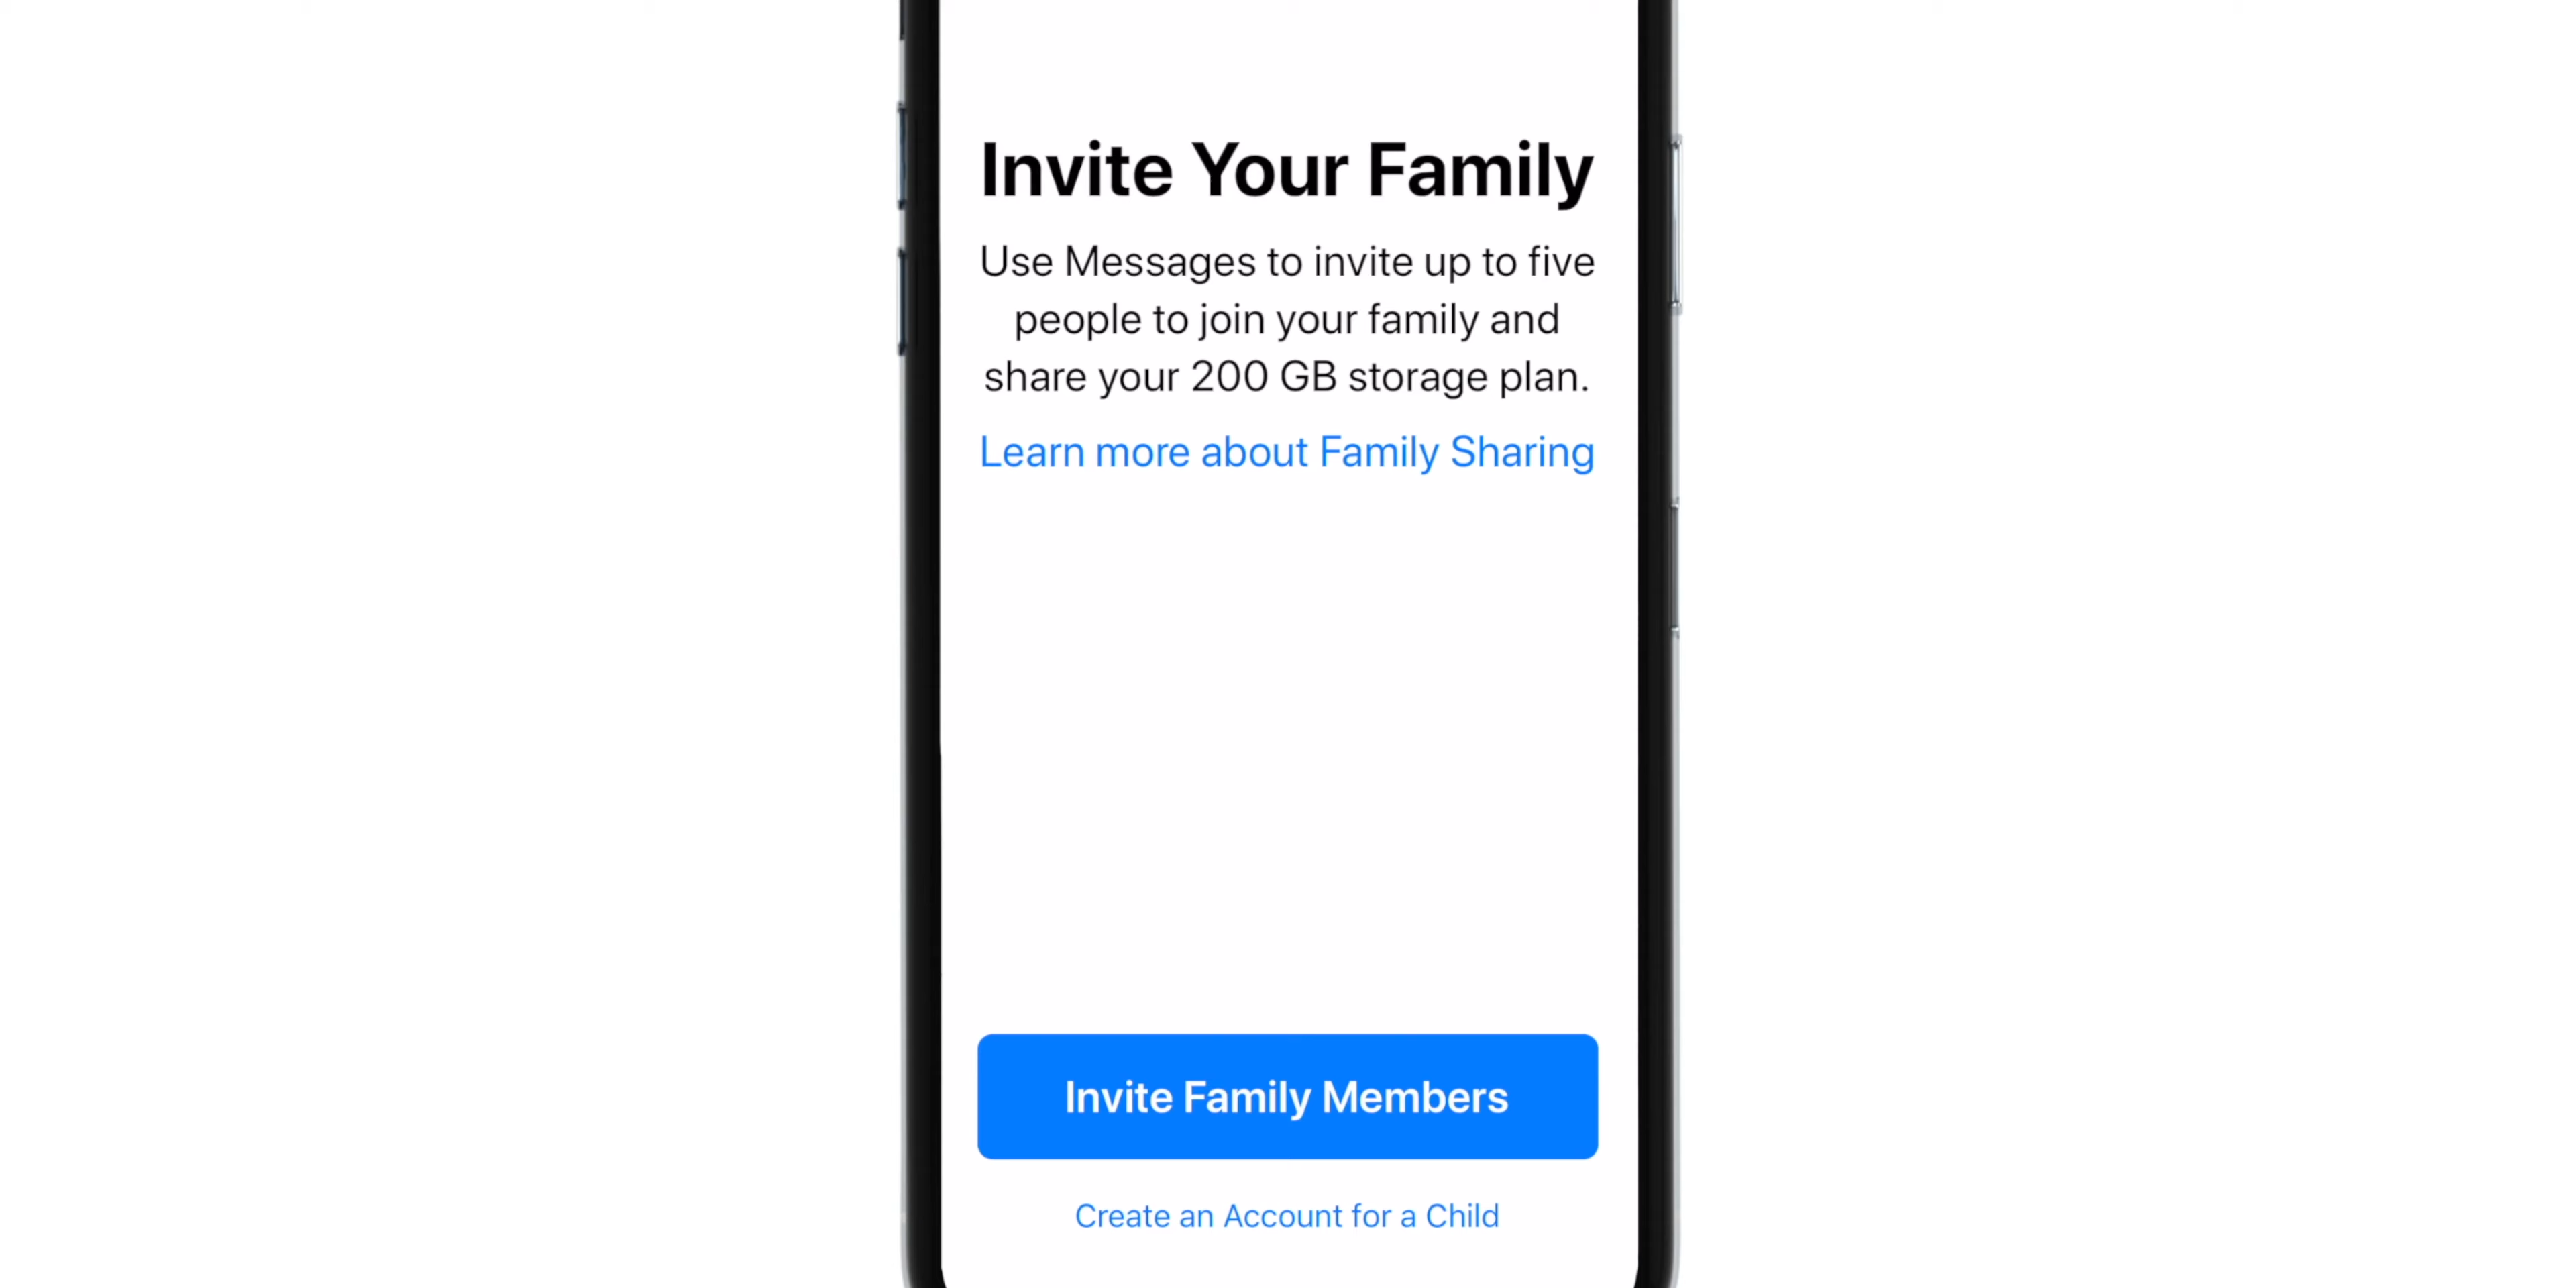 Invite Your Family
Use Messages to invite up to five
people to join your family and
share your 200 GB storage plan.
Learn more about Family Sharing
Invite Family Members
Create an Account for a Child